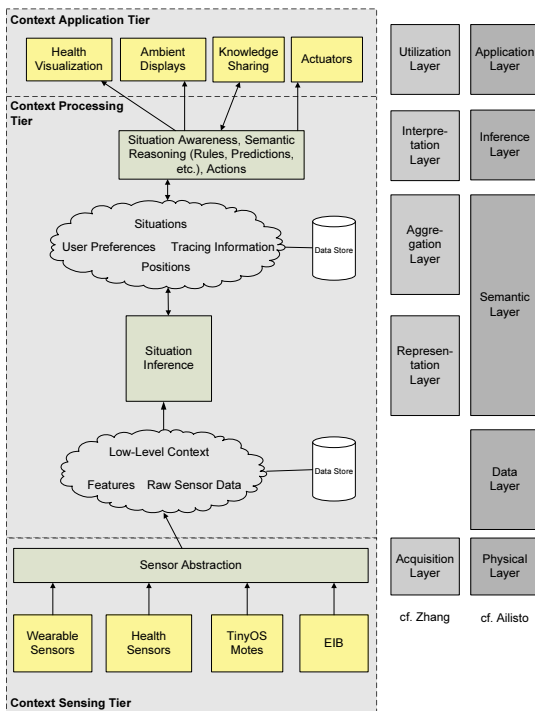 Context Application Tier
Health
Visualization
Ambient
Displays
Knowledge
Sharing
Actuators
Context Processing
Tier
Situation Awareness, Semantic
Reasoning (Rules, Predictions,
etc.), Actions
Situations
User Preferences
Tracing Information
Positions
Data Store
Situation
Inference
Low-Level Context
Features
Raw Sensor Data
Data Store
Sensor Abstraction
Wearable
Sensors
Health
Sensors
TinyOS
Motes
EIB
Context Sensing Tier
Utilization
Layer
Interpre-
tation
Layer
Aggre-
gation
Layer
Represen-
tation
Layer
Acquisition
Layer
cf. Zhang
Application
Layer
Inference
Layer
Semantic
Layer
Data
Layer
Physical
Layer
cf. Ailisto